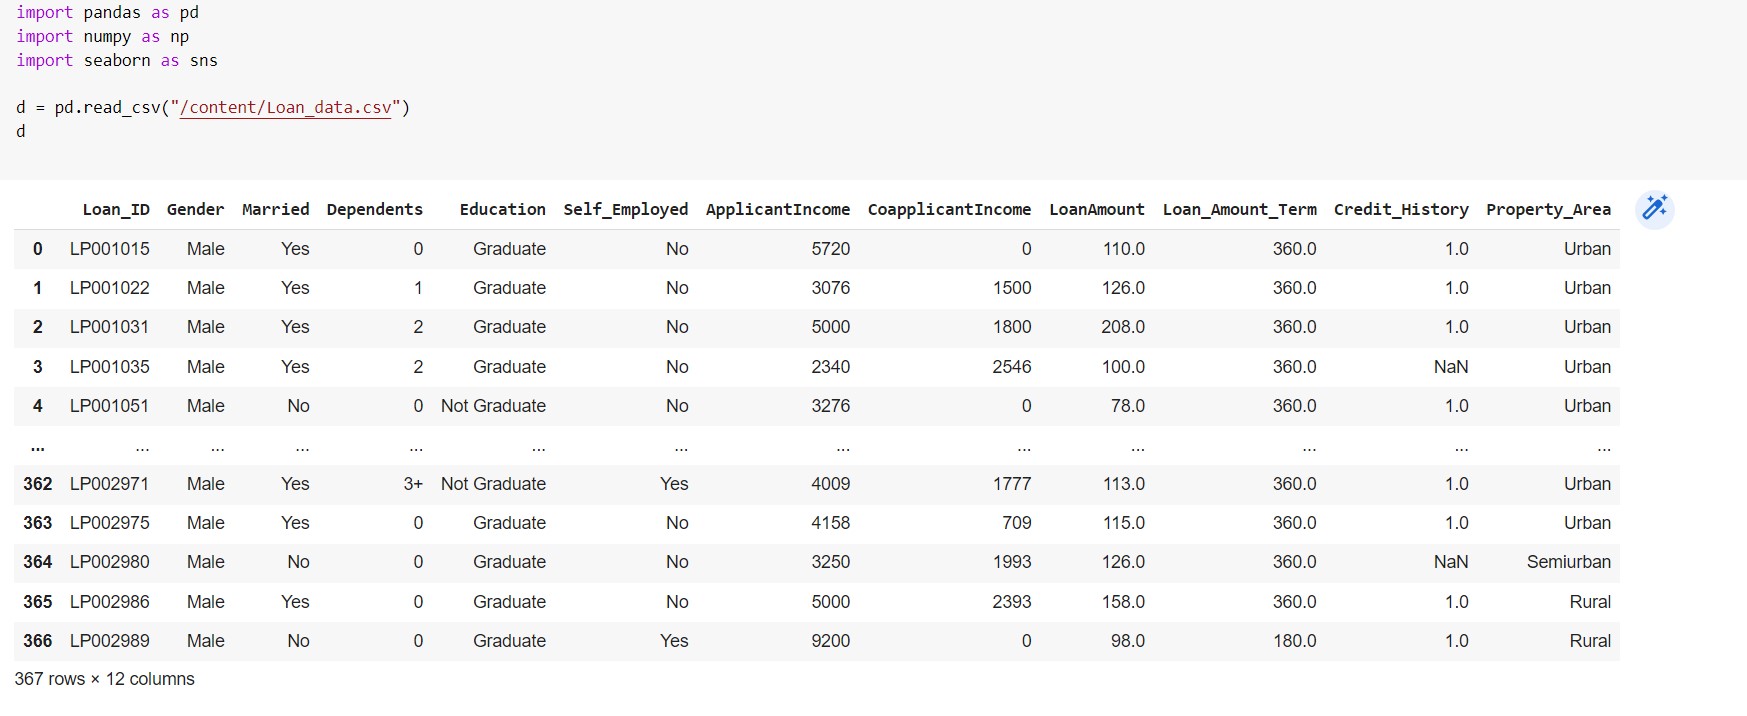 import pandas as pd
import numpy as np
import seaborn as sns
d = pd.read_csv("/content/Loan_data.csv")
d
Loan_ID Gender Married Dependents Education Self_Employed ApplicantIncome CoapplicantIncome LoanAmount Loan_Amount_Term Credit_History Property_Area
0 LP001015 Male Yes 0 Graduate No 5720 0 110.0 360.0 1.0 Urban
1 LP001022 Male Yes 1 Graduate No 3076 1500 126.0 360.0 1.0 Urban
2 LP001031 Male Yes 2 Graduate No 5000 1800 208.0 360.0 1.0 Urban
3 LP001035 Male Yes 2 Graduate No 2340 2546 100.0 360.0 NaN Urban
4 LP001051 Male No 0 Not Graduate No 3276 0 78.0 360.0 1.0 Urban
... ... ... ... ... ... ... ... ... ... ... ... ...
362 LP002971 Male Yes 3+ Not Graduate Yes 4009 1777 113.0 360.0 1.0 Urban
363 LP002975 Male Yes 0 Graduate No 4158 709 115.0 360.0 1.0 Urban
364 LP002980 Male No 0 Graduate No 3250 1993 126.0 360.0 NaN Semiurban
365 LP002986 Male Yes 0 Graduate No 5000 2393 158.0 360.0 1.0 Rural
366 LP002989 Male No 0 Graduate Yes 9200 0 98.0 180.0 1.0 Rural
367 rows × 12 columns